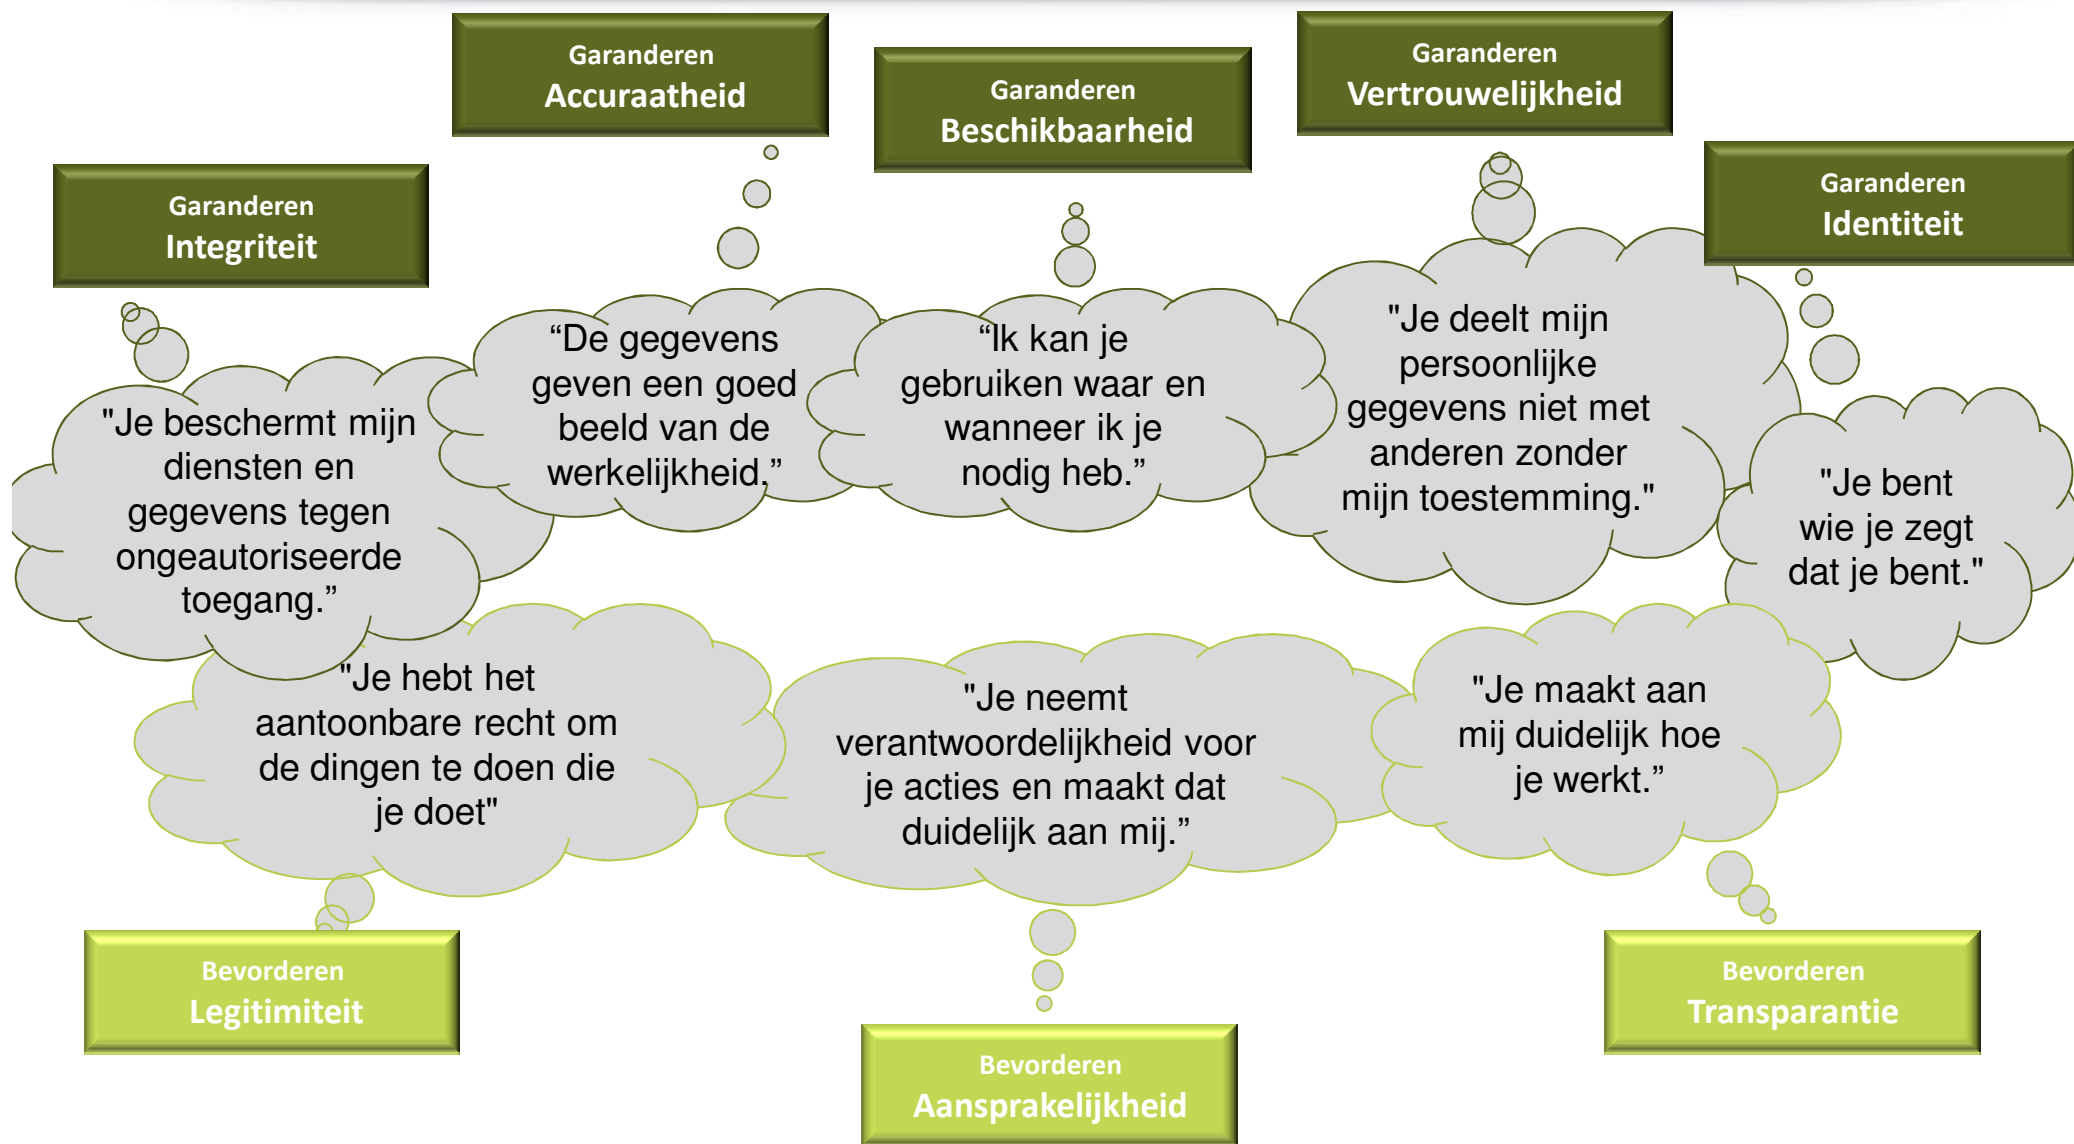 Garanderen
Accuraatheid
Garanderen
Beschikbaarheid
Garanderen
Vertrouwelijkheid
Garanderen
Integriteit
Garanderen
Identiteit
"Je beschermt mijn
diensten en
gegevens tegen
ongeautoriseerde
toegang.”
“De gegevens
geven een goed
beeld van de
werkelijkheid.”
“Ik kan je
gebruiken waar en
wanneer ik je
nodig heb.”
"Je deelt mijn
persoonlijke
gegevens niet met
anderen zonder
mijn toestemming."
"Je bent
wie je zegt
dat je bent."
"Je hebt het
aantoonbare recht om
de dingen te doen die
je doet"
"Je neemt
verantwoordelijkheid voor
je acties en maakt dat
duidelijk aan mij.”
"Je maakt aan
mij duidelijk hoe
je werkt.”
Bevorderen
Legitimiteit
Bevorderen
Aansprakelijkheid
Bevorderen
Transparantie